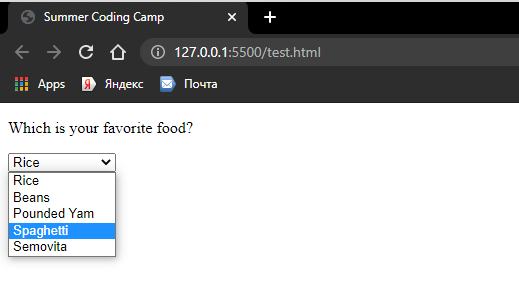 Summer Coding Camp
127.0.0.1:5500/test.html
Apps Яндекс Почта
Which is your favorite food?
Rice
Rice
Beans
Pounded Yam
Spaghetti
Semovita